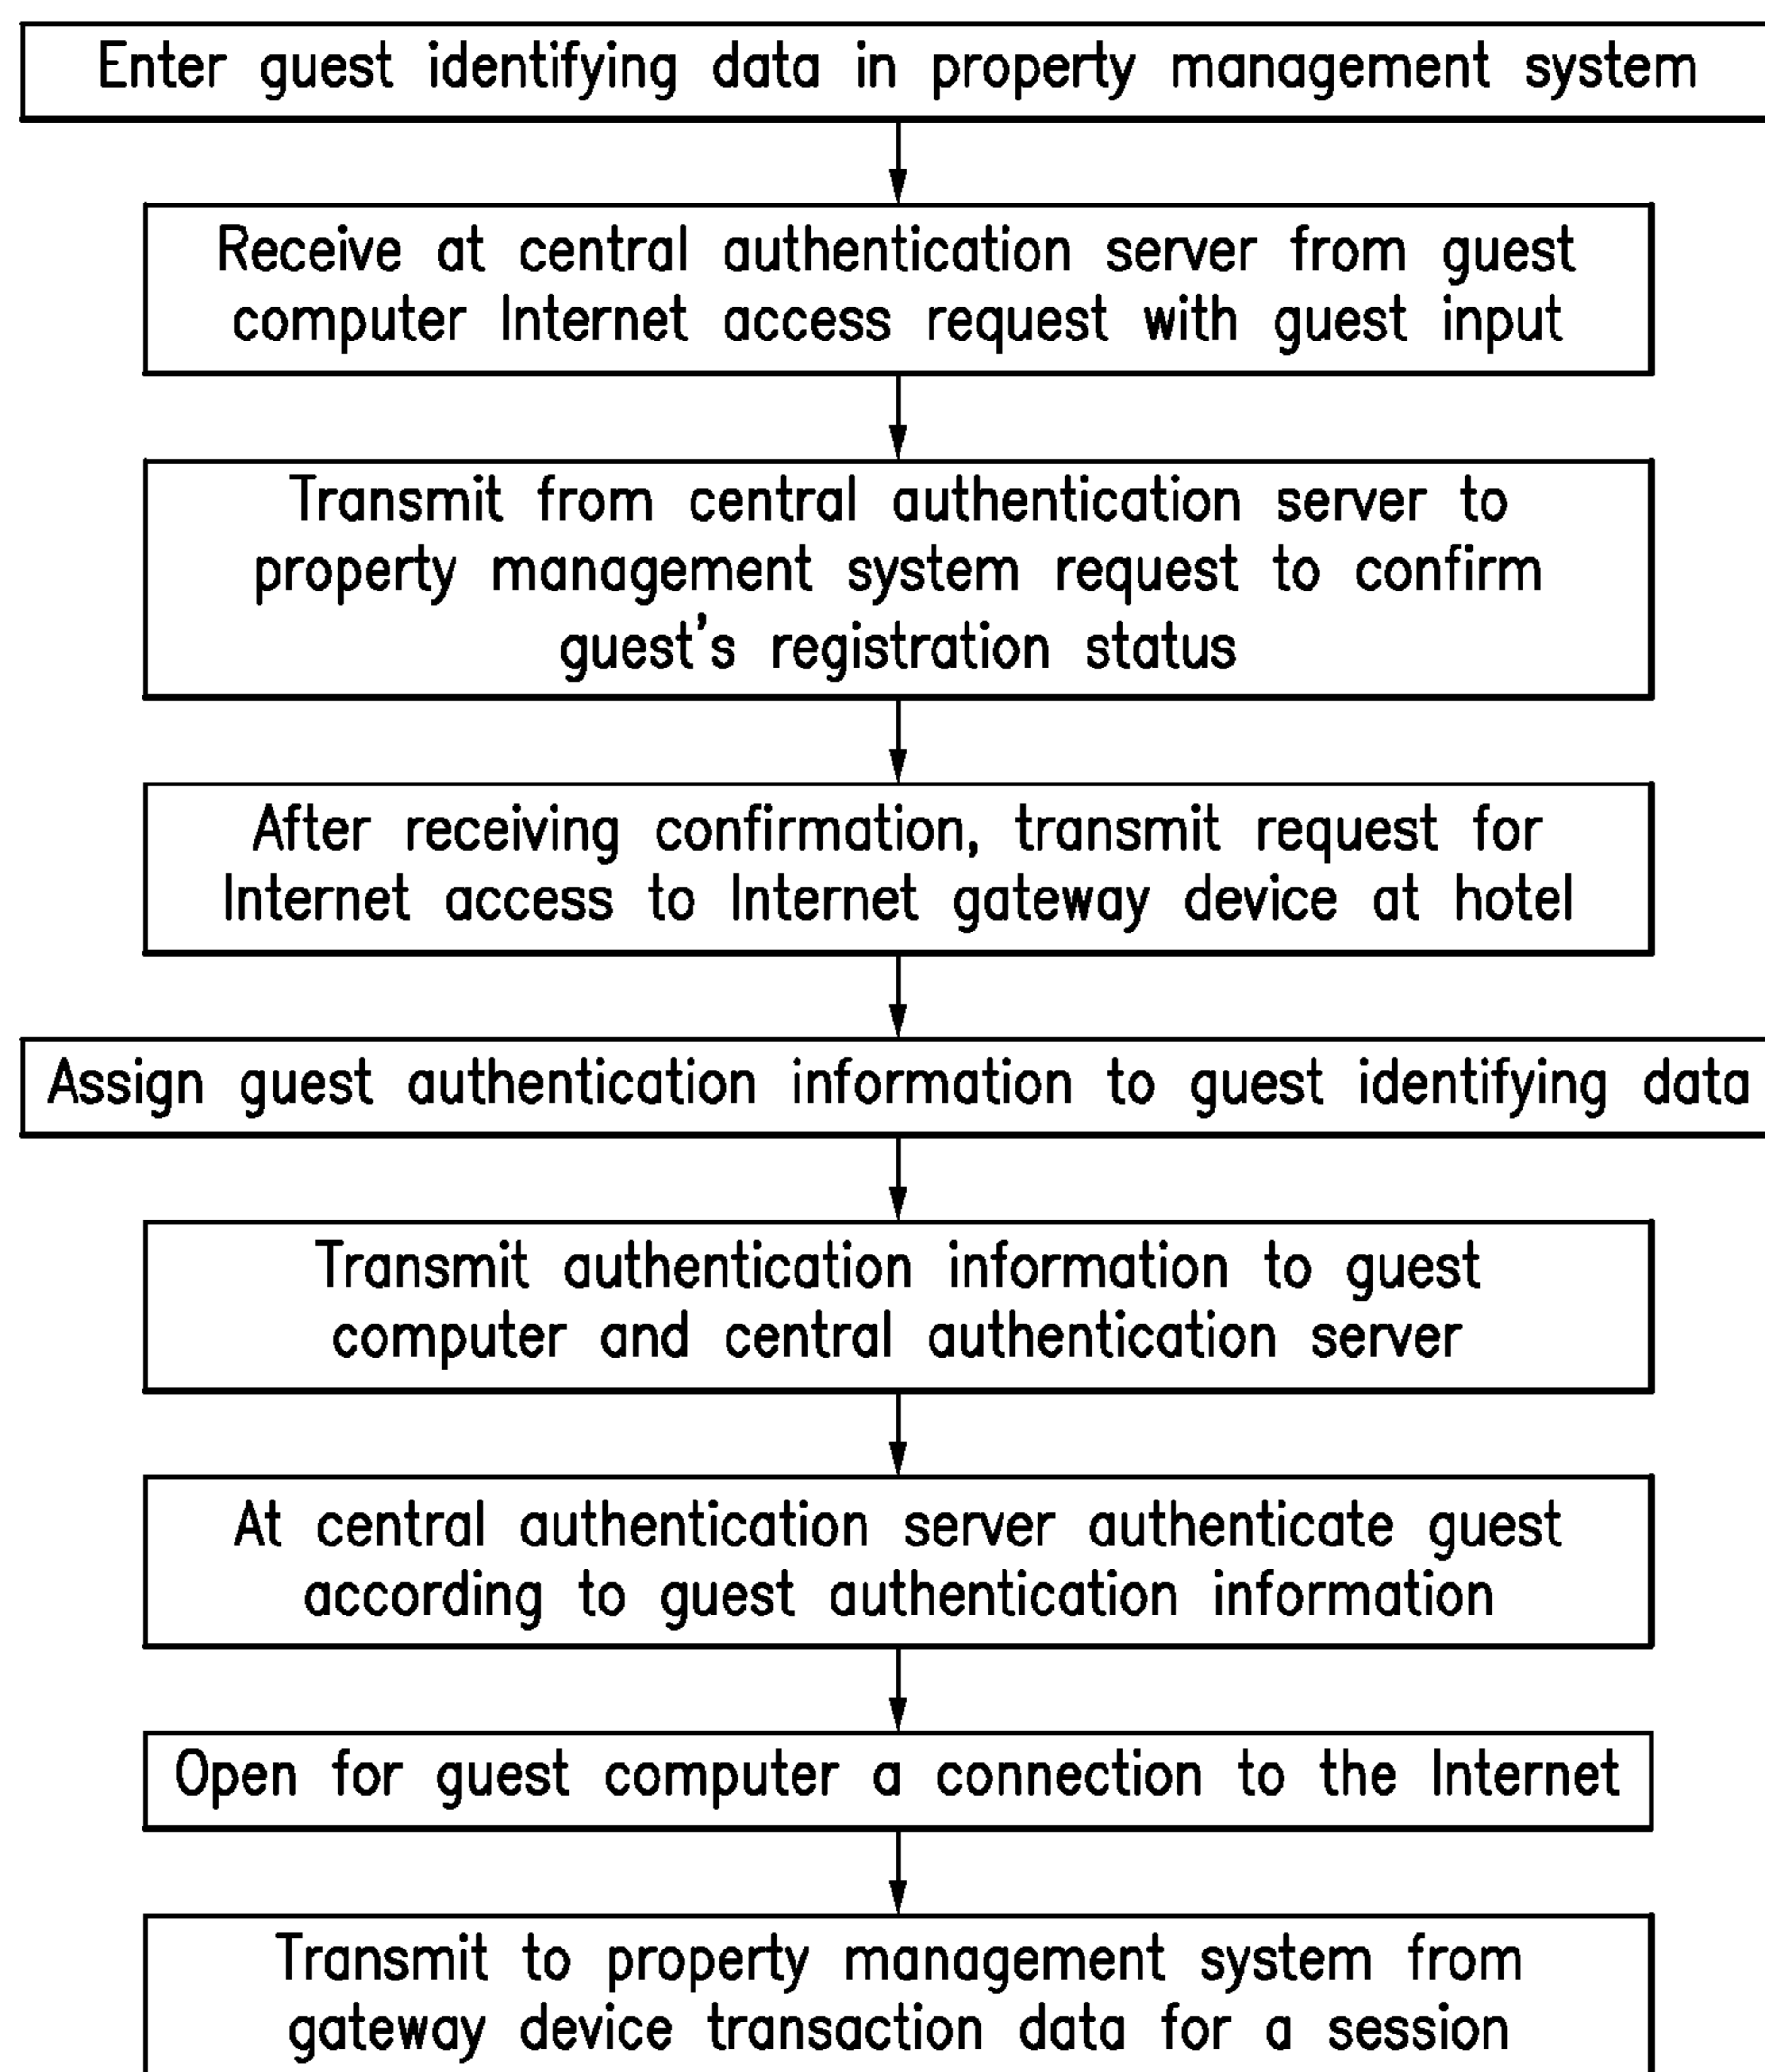 Enter guest identifying data in property management system
Receive at central authentication server from guest
computer Internet access request with guest input
Transmit from central authentication server to
property management system request to confirm
guest's registration status
After receiving confirmation, transmit request for
Internet access to Internet gateway device at hotel
Assign guest authentication information to guest identifying data
Transmit authentication information to guest
computer and central authentication server
At central authentication server authenticate guest
according to guest authentication information
Open for guest computer a connection to the Internet
Transmit to property management system from
gateway device transaction data for a session